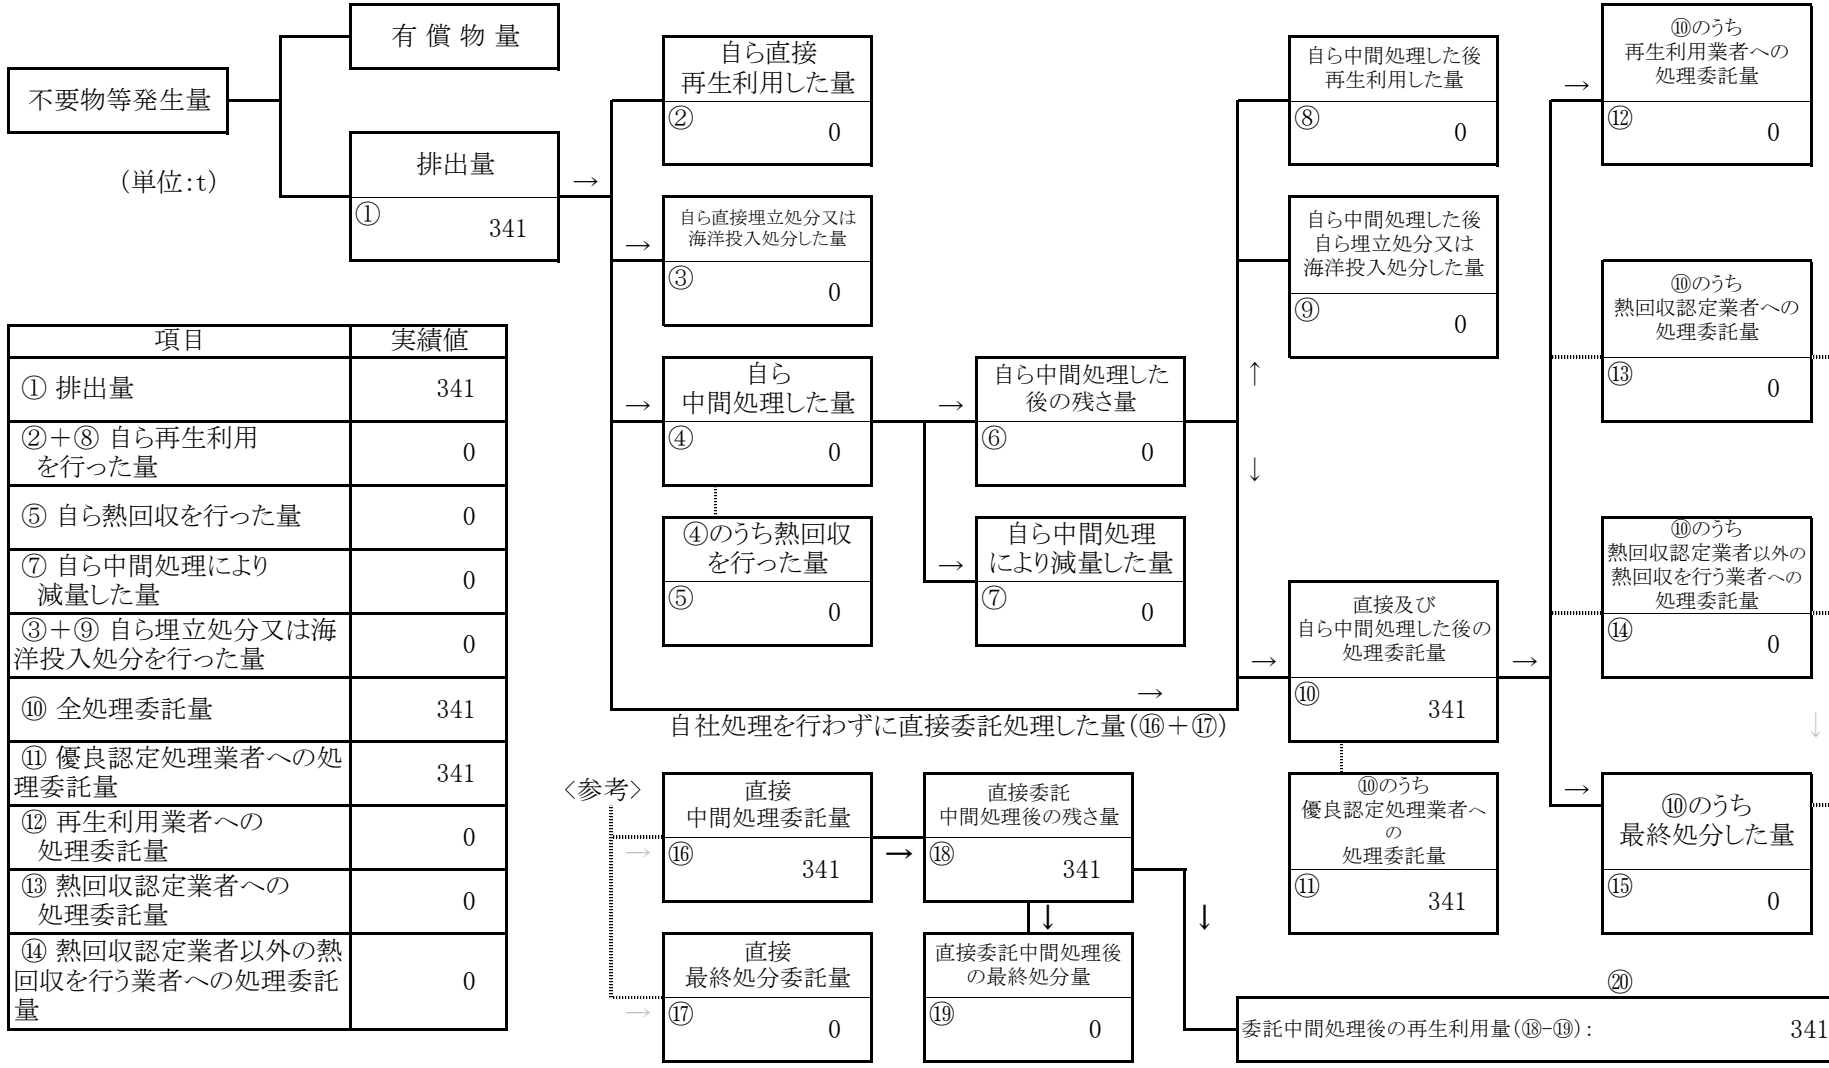 有 償 物 量
不要物等発生量
(単位:t)
排出量
①
341
→
自ら直接
再生利用した量
②
0
→
自ら直接埋立処分又は
海洋投入処分した量
③
0
→
自ら
中間処理した量
④
0
④のうち熱回収
を行った量
⑤
0
→
自ら中間処理した
後の残さ量
⑥
0
→
自ら中間処理
により減量した量
⑦
0
自ら中間処理した後
再生利用した量
⑧
0
自ら中間処理した後
自ら埋立処分又は
海洋投入処分した量
⑨
0
↑
↓
→
自社処理を行わずに直接委託処理した量(⑯+⑰)
→
直接及び
自ら中間処理した後の
処理委託量
⑩
341
→
⑩のうち
優良認定処理業者へ
の
処理委託量
⑪
341
→
⑩のうち
再生利用業者への
処理委託量
⑫
0
⑩のうち
熱回収認定業者への
処理委託量
⑬
0
⑩のうち
熱回収認定業者以外の
熱回収を行う業者への
処理委託量
⑭
0
↓
→
⑩のうち
最終処分した量
⑮
0
項目 実績値
① 排出量 341
②+⑧ 自ら再生利用
を行った量 0
⑤ 自ら熱回収を行った量 0
⑦ 自ら中間処理により
減量した量 0
③+⑨ 自ら埋立処分又は海
洋投入処分を行った量 0
⑩ 全処理委託量 341
⑪ 優良認定処理業者への処
理委託量 341
⑫ 再生利用業者への
処理委託量 0
⑬ 熱回収認定業者への
処理委託量 0
⑭ 熱回収認定業者以外の熱
回収を行う業者への処理委託
量 0
<参考>
→
直接
中間処理委託量
⑯
341
→
直接委託
中間処理後の残さ量
⑱
341
↓
↓
→
直接
最終処分委託量
⑰
0
直接委託中間処理後
の最終処分量
⑲
0
⑳
委託中間処理後の再生利用量(⑱-⑲): 341